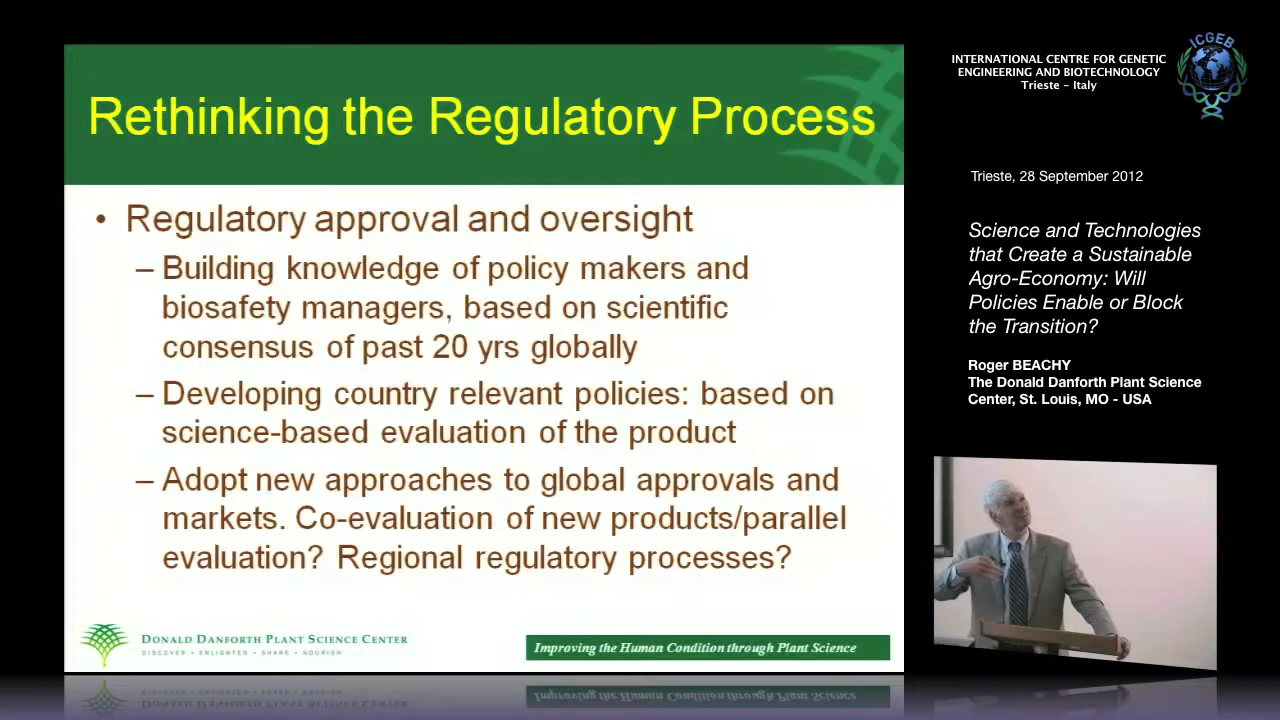 Rethinking the Regulatory Process
• Regulatory approval and oversight
– Building knowledge of policy makers and
biosafety managers, based on scientific
consensus of past 20 yrs globally
– Developing country relevant policies: based on
science-based evaluation of the product
– Adopt new approaches to global approvals and
markets. Co-evaluation of new products/parallel
evaluation? Regional regulatory processes?
DONALD DANFORTH PLANT SCIENCE CENTER
DISCOVER • ENLIGHTEN • SHARE • NOURISH
Improving the Human Condition through Plant Science
INTERNATIONAL CENTRE FOR GENETIC
ENGINEERING AND BIOTECHNOLOGY
Trieste – Italy
ICGEB
Trieste, 28 September 2012
Science and Technologies
that Create a Sustainable
Agro-Economy: Will
Policies Enable or Block
the Transition?
Roger BEACHY
The Donald Danforth Plant Science
Center, St. Louis, MO - USA